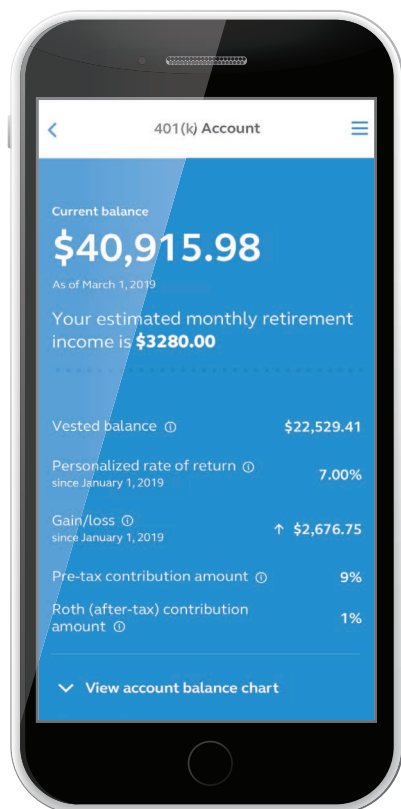 401(k) Account
Current balance
$40,915.98
As of March 1, 2019
Your estimated monthly retirement
income is $3280.00
Vested balance ⓘ $22,529.41
Personalized rate of return ⓘ
since January 1, 2019 7.00%
Gain/loss ⓘ
since January 1, 2019 ↑ $2,676.75
Pre-tax contribution amount ⓘ 9%
Roth (after-tax) contribution
amount ⓘ 1%
View account balance chart